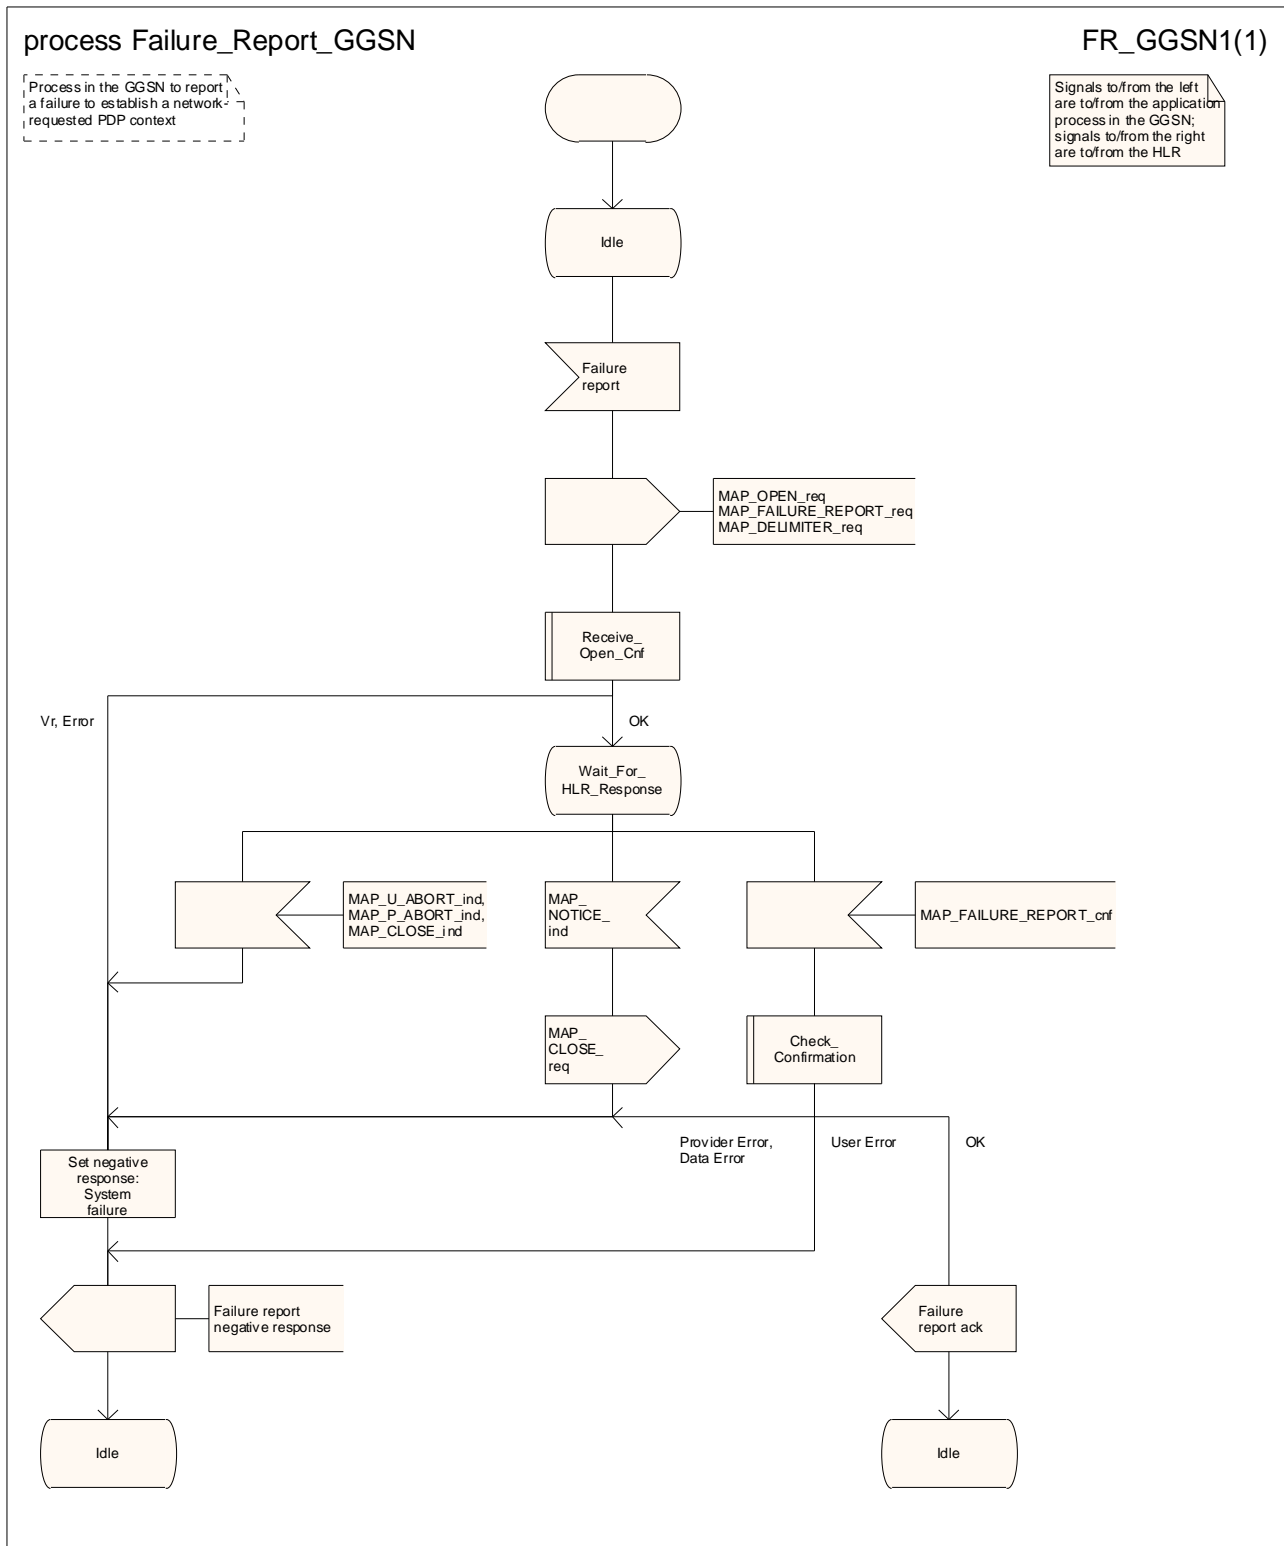 process Failure_Report_GGSN
FR_GGSN1(1)
Process in the GGSN to report
a failure to establish a network-
requested PDP context
Signals to/from the left
are to/from the application
process in the GGSN;
signals to/from the right
are to/from the HLR
Idle
Failure
report
MAP_OPEN_req
MAP_FAILURE_REPORT_req
MAP_DELIMITER_req
Receive_
Open_Cnf
Vr, Error
OK
Wait_For_
HLR_Response
MAP_U_ABORT_ind,
MAP_P_ABORT_ind,
MAP_CLOSE_ind
MAP_
NOTICE_
ind
MAP_FAILURE_REPORT_cnf
MAP_
CLOSE_
req
Check_
Confirmation
Provider Error,
Data Error
User Error
OK
Set negative
response:
System
failure
Failure report
negative response
Failure
report ack
Idle
Idle